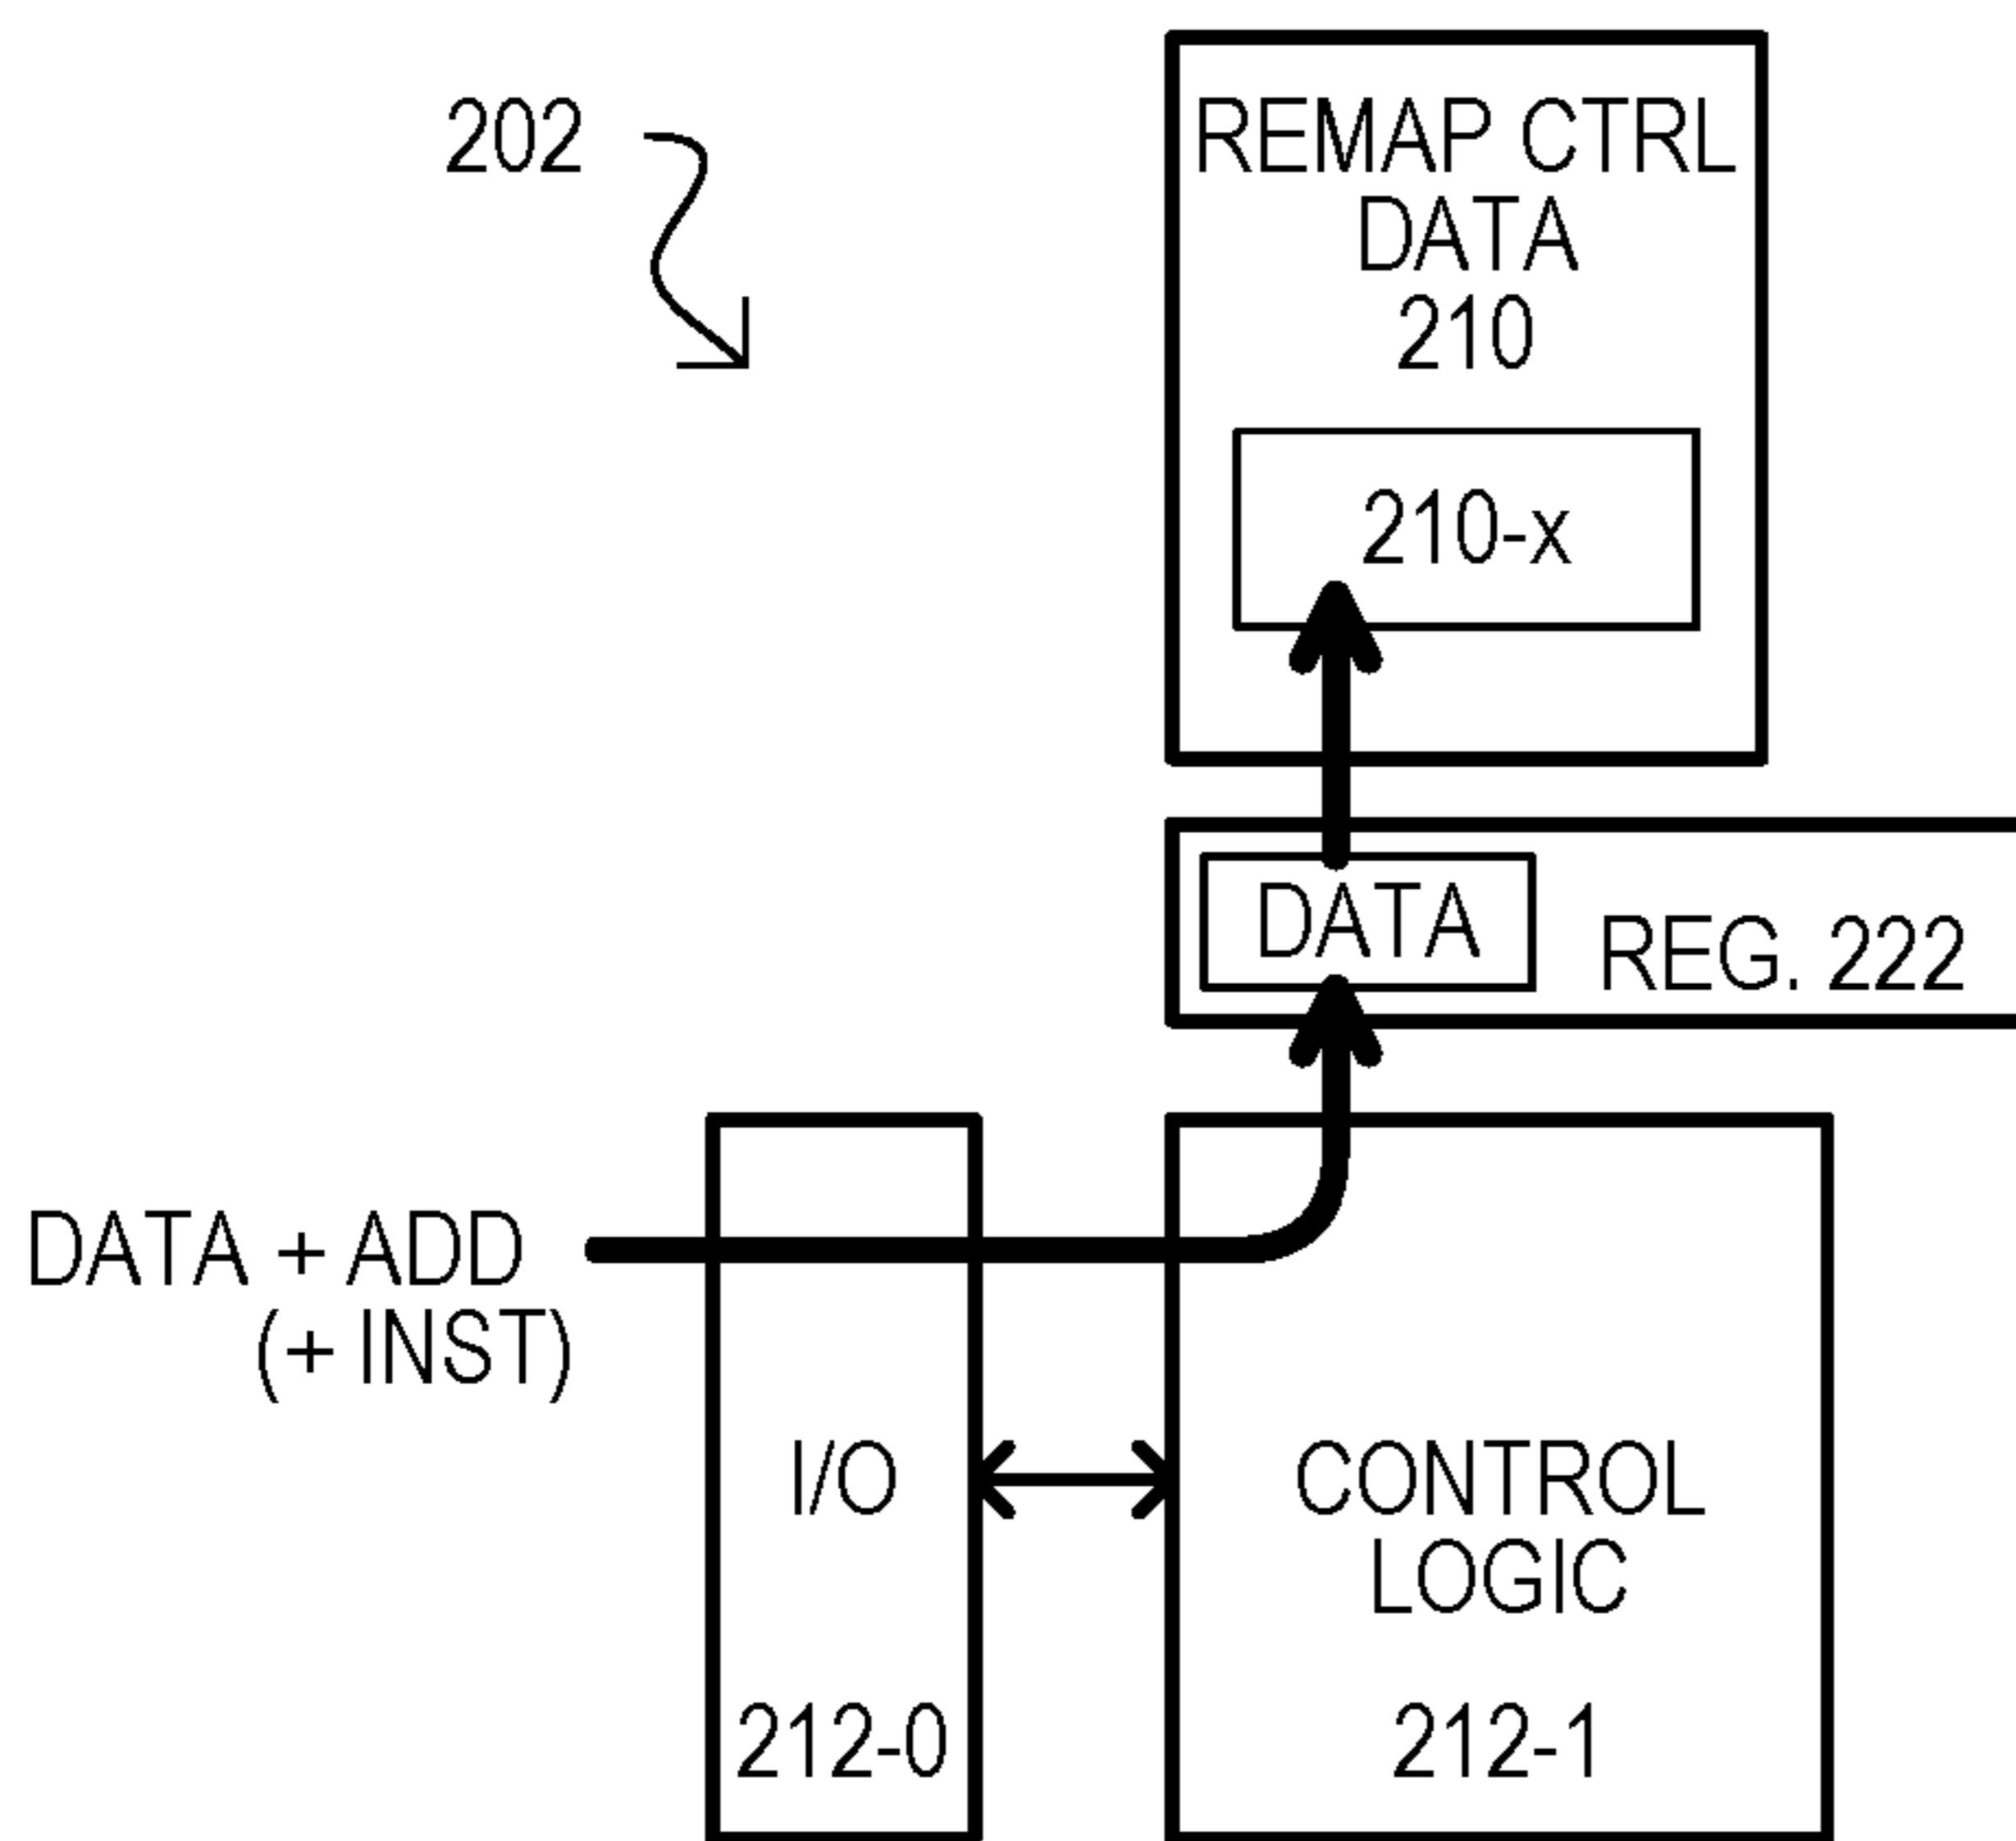 202
REMAP CTRL
DATA
210
210-x
DATA
REG. 222
DATA + ADD
(+ INST)
I/O
212-0
CONTROL
LOGIC
212-1